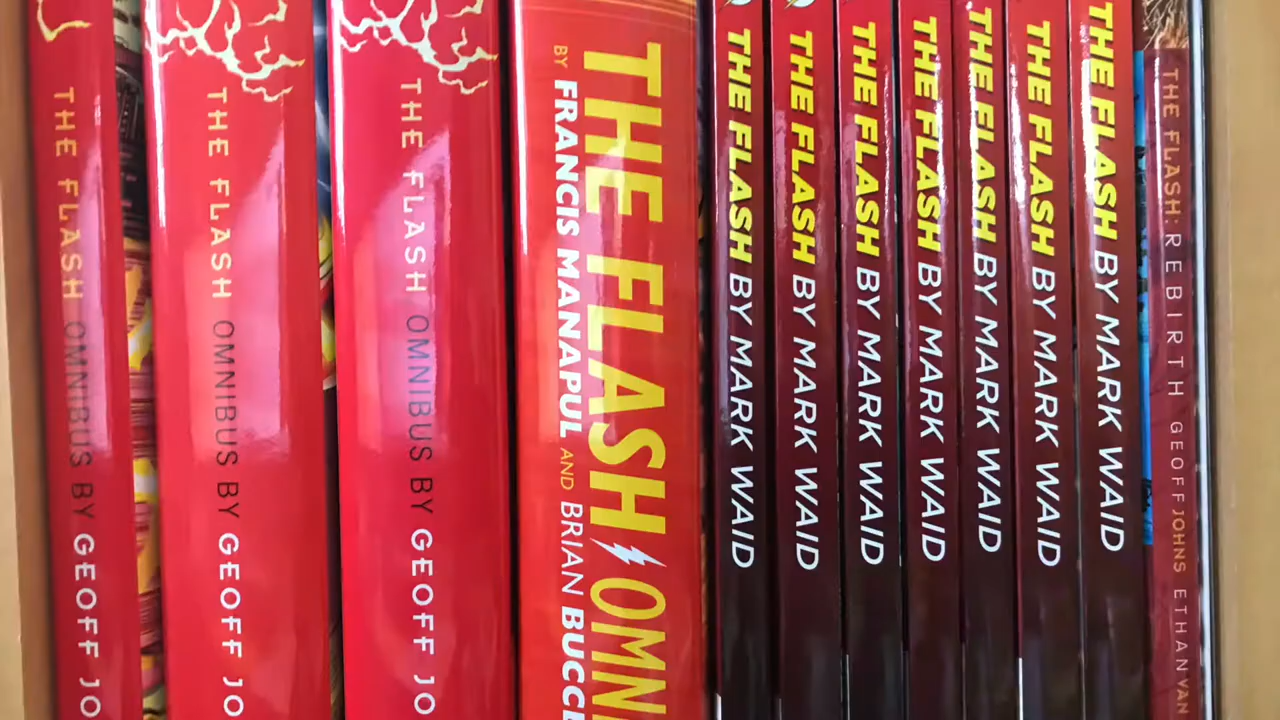 THE FLASH OMNIBUS BY GEOFF JO
THE FLASH OMNIBUS BY GEOFF JO
THE FLASH OMNIBUS BY GEOFF JO
THE FLASH OMNI
BY FRANCIS MANAPUL AND BRIAN BUCCE
THE FLASH BY MARK WAID
THE FLASH BY MARK WAID
THE FLASH BY MARK WAID
THE FLASH BY MARK WAID
THE FLASH BY MARK WAID
THE FLASH BY MARK WAID
THE FLASH BY MARK WAID
THE FLASH: REBIRTH GEOFF JOHNS ETHAN VAN